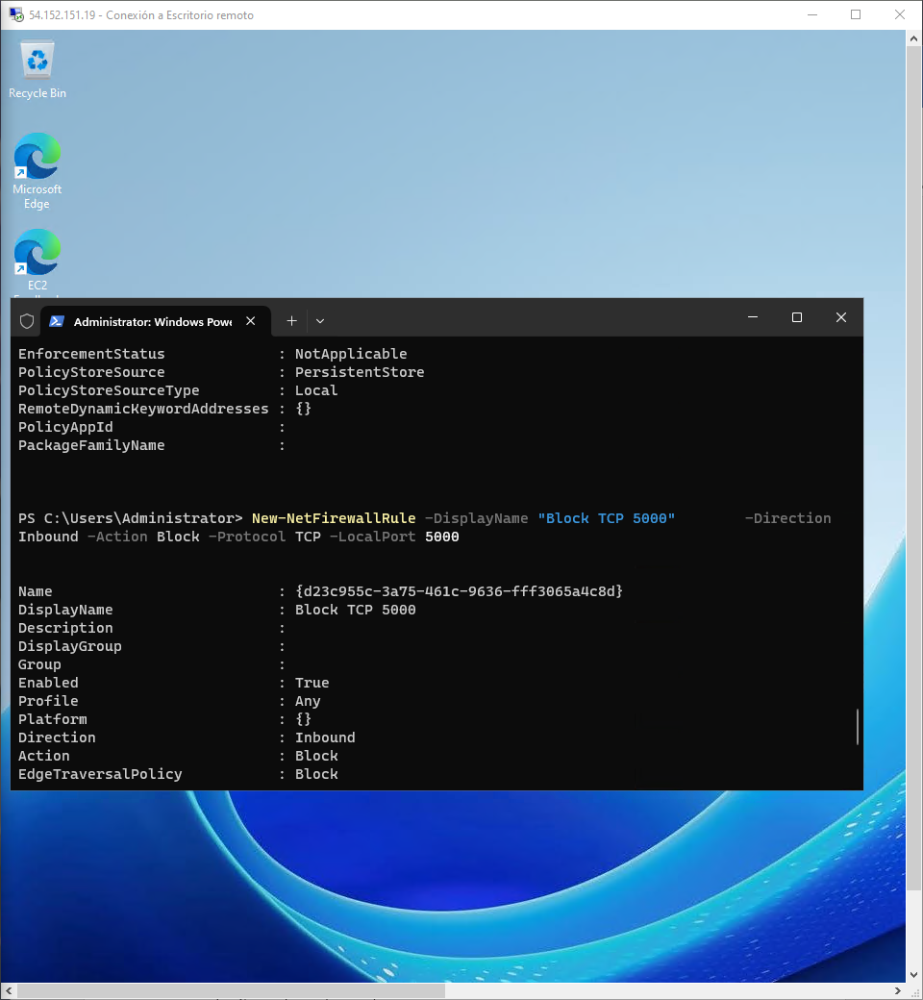 54.152.151.19 - Conexión a Escritorio remoto
Recycle Bin
Microsoft
Edge
EC2
Administrator: Windows Powe
EnforcementStatus : NotApplicable
PolicyStoreSource : PersistentStore
PolicyStoreSourceType : Local
RemoteDynamicKeywordAddresses : {}
PolicyAppId :
PackageFamilyName :
PS C:\Users\Administrator> New-NetFirewallRule -DisplayName "Block TCP 5000" -Direction
Inbound -Action Block -Protocol TCP -LocalPort 5000
Name : {d23c955c-3a75-461c-9636-fff3065a4c8d}
DisplayName : Block TCP 5000
Description :
DisplayGroup :
Group :
Enabled : True
Profile : Any
Platform : {}
Direction : Inbound
Action : Block
EdgeTraversalPolicy : Block